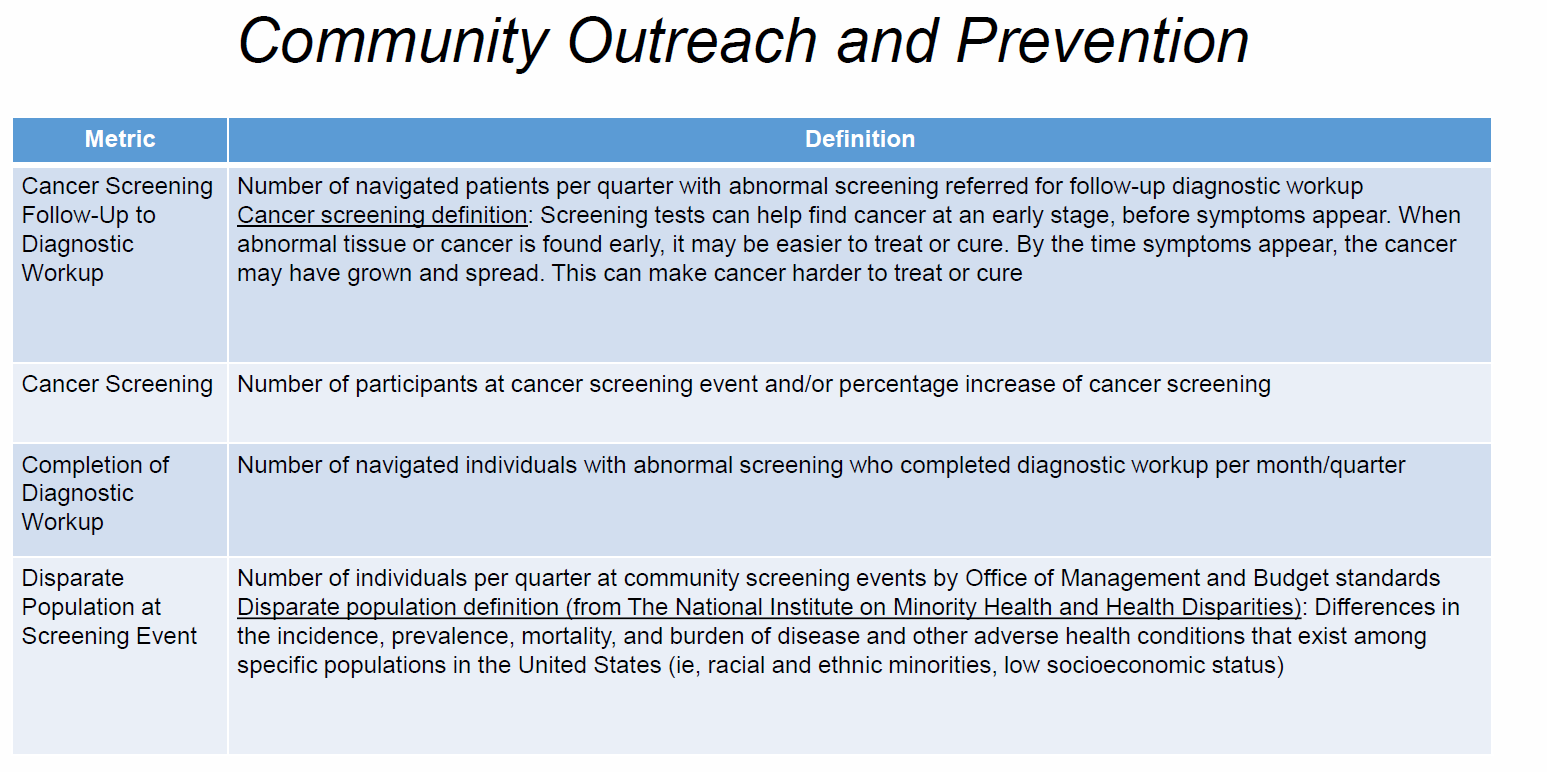 Community Outreach and Prevention
Metric
Definition
Cancer Screening
Follow-Up to
Diagnostic
Workup
Number of navigated patients per quarter with abnormal screening referred for follow-up diagnostic workup
Cancer screening definition: Screening tests can help find cancer at an early stage, before symptoms appear. When
abnormal tissue or cancer is found early, it may be easier to treat or cure. By the time symptoms appear, the cancer
may have grown and spread. This can make cancer harder to treat or cure
Cancer Screening
Number of participants at cancer screening event and/or percentage increase of cancer screening
Completion of
Diagnostic
Workup
Number of navigated individuals with abnormal screening who completed diagnostic workup per month/quarter
Disparate
Population at
Screening Event
Number of individuals per quarter at community screening events by Office of Management and Budget standards
Disparate population definition (from The National Institute on Minority Health and Health Disparities): Differences in
the incidence, prevalence, mortality, and burden of disease and other adverse health conditions that exist among
specific populations in the United States (ie, racial and ethnic minorities, low socioeconomic status)